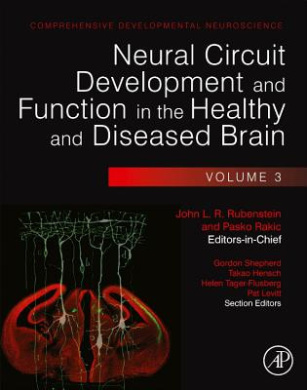 COMPREHENSIVE DEVELOPMENTAL NEUROSCIENCE
Neural Circuit
Development and
Function in the Healthy
and Diseased Brain
VOLUME 3
John L. R. Rubenstein
and Pasko Rakic
Editors-in-Chief
Gordon Shepherd
Takao Hensch
Helen Tager-Flusberg
Pat Levitt
Section Editors
AP